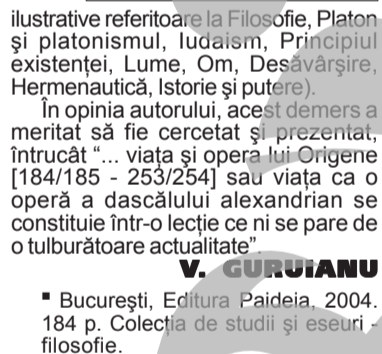 ilustrative referitoare la Filosofie, Platon
şi platonismul, Iudaism, Principiul
existenţei, Lume, Om, Desăvârşire,
Hermenautică, Istorie şi putere).
În opinia autorului, acest demers a
meritat să fie cercetat şi prezentat,
întrucât “... viaţa şi opera lui Origene
[184/185 - 253/254] sau viaţa ca o
operă a dascălului alexandrian se
constituie într-o lecţie ce ni se pare de
o tulburătoare actualitate”.
V. GURUIANU
▪ Bucureşti, Editura Paideia, 2004.
184 p. Colecţia de studii şi eseuri -
filosofie.